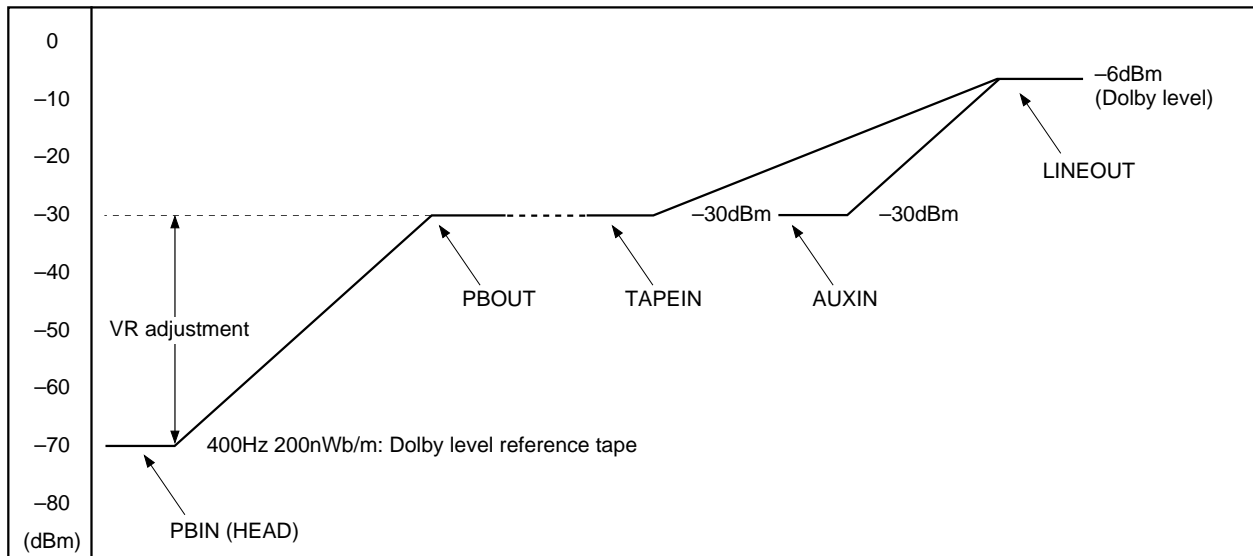 0
–10
–20
–30
–40
–50
–60
–70
–80
(dBm)
–6dBm
(Dolby level)
LINEOUT
–30dBm
–30dBm
PBOUT
TAPEIN
AUXIN
VR adjustment
400Hz 200nWb/m: Dolby level reference tape
PBIN (HEAD)